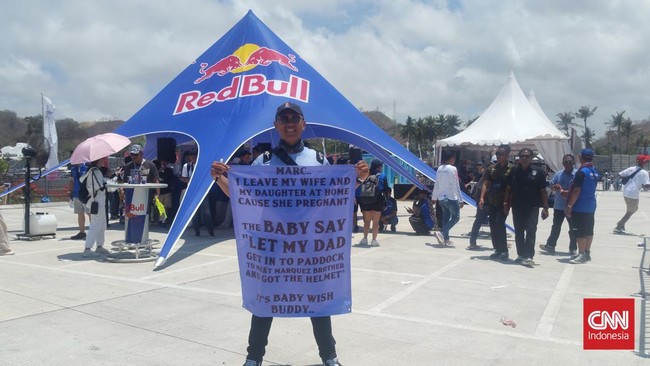 Red Bull
MARC..
I LEAVE MY WIFE AND
MY DAUGHTER AT HOME
CAUSE SHE PREGNANT
THE BABY SAY
"LET MY DAD
GET IN TO PADDOCK
TO MEET MARQUEZ BROTHER
AND GOT THE HELMET"
IT'S BABY WISH
BUDDY..
Red Bull
CNN
Indonesia